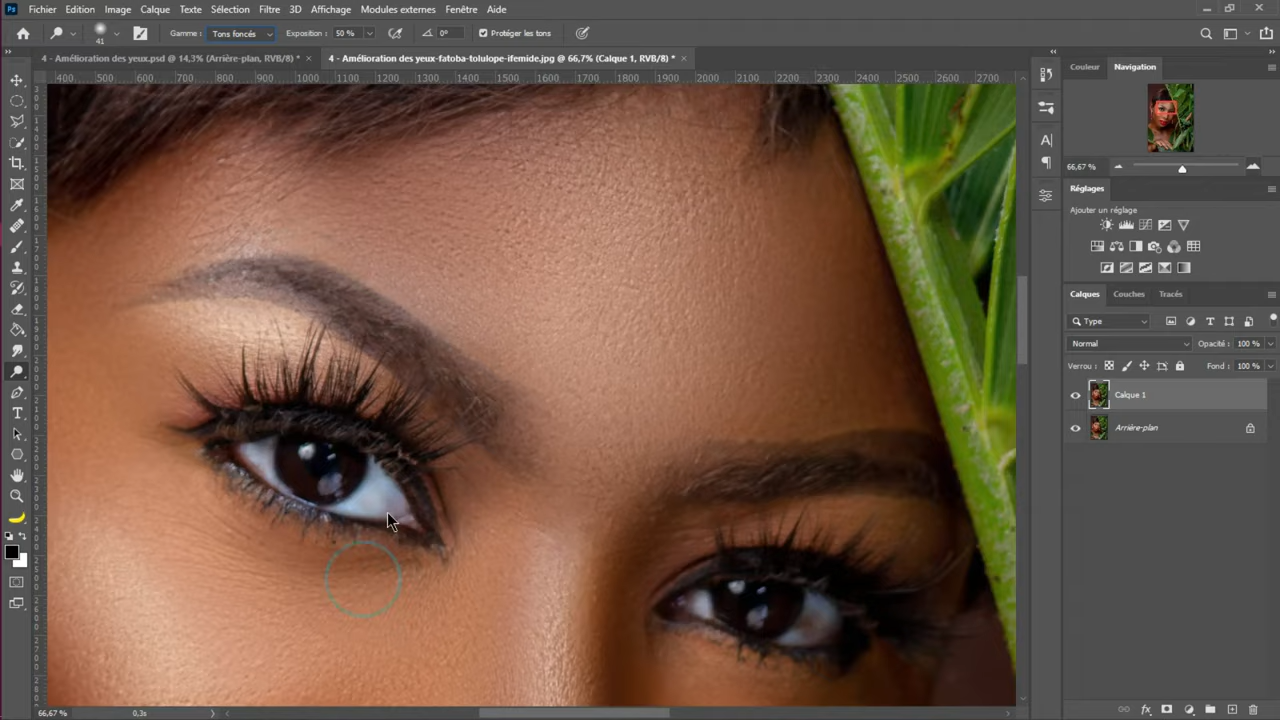 Ps Fichier Edition Image Calque Texte Sélection Filtre 3D Affichage Modules externes Fenêtre Aide
41 Gamme : Tons foncés Exposition : 50 % 0° Protéger les tons
4 - Amélioration des yeux.psd @ 14,3% (Arrière-plan, RVB/8) * × 4 - Amélioration des yeux-fatoba-tolulope-ifemide.jpg @ 66,7% (Calque 1, RVB/8) * ×
400 500 600 700 800 900 1000 1100 1200 1300 1400 1500 1600 1700 1800 1900 2000 2100 2200 2300 2400 2500 2600 2700
Couleur Navigation
66,67 %
Réglages
Ajouter un réglage
Calques Couches Tracés
Type
Normal Opacité : 100 %
Verrou : Fond : 100 %
Calque 1
Arrière-plan
66,67 % 0,3s